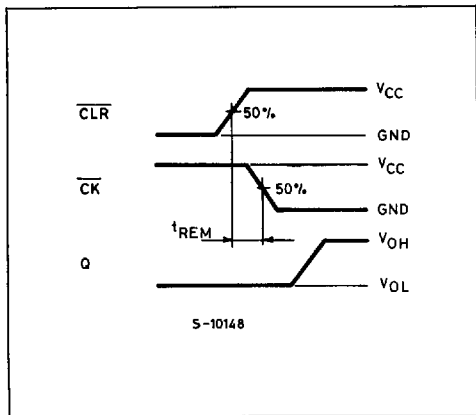 VCC
CLR
50%
GND
VCC
CK
50%
GND
tREM
VOH
Q
VOL
S-10148